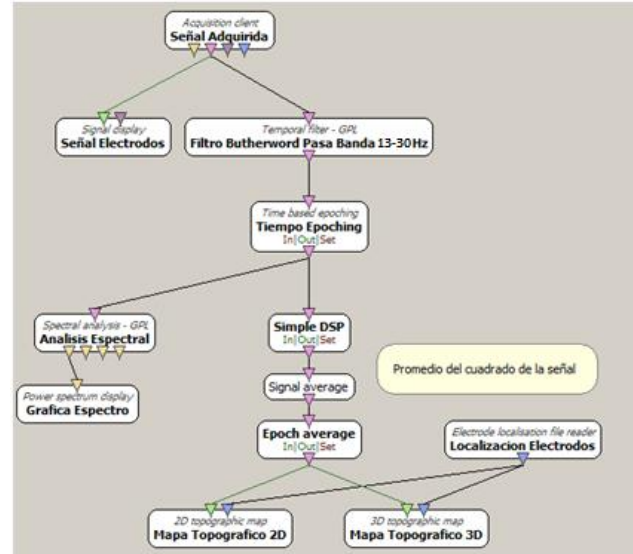 Acquisition client
Señal Adquirida
Signal display
Señal Electrodos
Temporal filter - GPL
Filtro Butherword Pasa Banda 13-30Hz
Time based epoching
Tiempo Epoching
In|Out|Set
Spectral analysis - GPL
Analisis Espectral
Simple DSP
In|Out|Set
Promedio del cuadrado de la señal
Signal average
Power spectrum display
Grafica Espectro
Epoch average
In|Out|Set
Electrode localisation file reader
Localizacion Electrodos
2D topographic map
Mapa Topografico 2D
3D topographic map
Mapa Topografico 3D